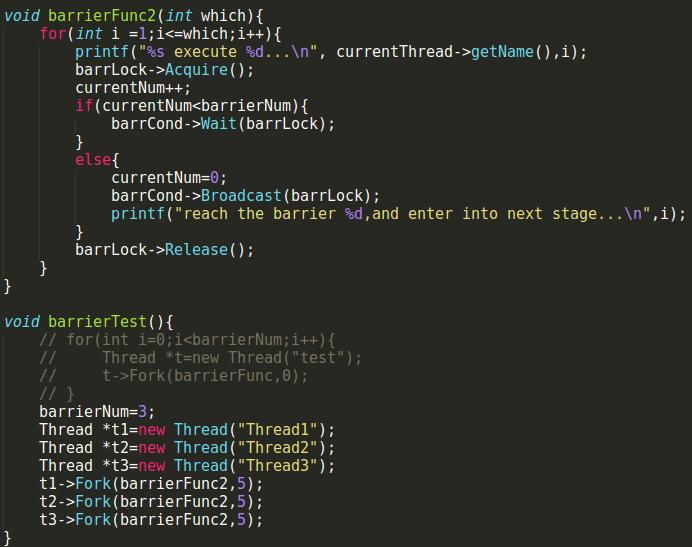 void barrierFunc2(int which){
    for(int i =1;i<=which;i++){
        printf("%s execute %d...\n", currentThread->getName(),i);
        barrLock->Acquire();
        currentNum++;
        if(currentNum<barrierNum){
            barrCond->Wait(barrLock);
        }
        else{
            currentNum=0;
            barrCond->Broadcast(barrLock);
            printf("reach the barrier %d,and enter into next stage...\n",i);
        }
        barrLock->Release();
    }
}

void barrierTest(){
    // for(int i=0;i<barrierNum;i++){
    //     Thread *t=new Thread("test");
    //     t->Fork(barrierFunc,0);
    // }
    barrierNum=3;
    Thread *t1=new Thread("Thread1");
    Thread *t2=new Thread("Thread2");
    Thread *t3=new Thread("Thread3");
    t1->Fork(barrierFunc2,5);
    t2->Fork(barrierFunc2,5);
    t3->Fork(barrierFunc2,5);
}